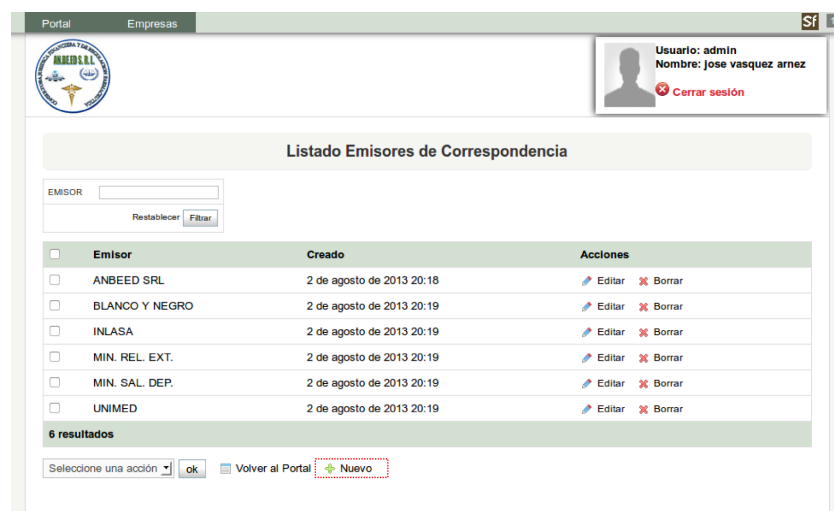 Portal Empresas
Sf
ANBEED S.R.L.
Usuario: admin
Nombre: jose vasquez arnez
Cerrar sesión
Listado Emisores de Correspondencia
EMISOR
Restablecer Filtrar
Emisor Creado Acciones
ANBEED SRL 2 de agosto de 2013 20:18 Editar Borrar
BLANCO Y NEGRO 2 de agosto de 2013 20:19 Editar Borrar
INLASA 2 de agosto de 2013 20:19 Editar Borrar
MIN. REL. EXT. 2 de agosto de 2013 20:19 Editar Borrar
MIN. SAL. DEP. 2 de agosto de 2013 20:19 Editar Borrar
UNIMED 2 de agosto de 2013 20:19 Editar Borrar
6 resultados
Seleccione una acción ok Volver al Portal Nuevo